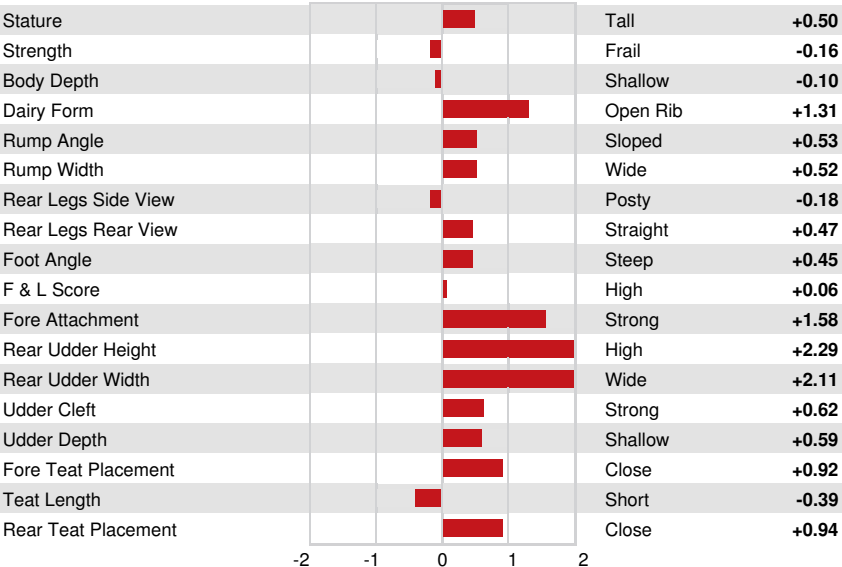 Stature Tall +0.50
Strength Frail -0.16
Body Depth Shallow -0.10
Dairy Form Open Rib +1.31
Rump Angle Sloped +0.53
Rump Width Wide +0.52
Rear Legs Side View Posty -0.18
Rear Legs Rear View Straight +0.47
Foot Angle Steep +0.45
F & L Score High +0.06
Fore Attachment Strong +1.58
Rear Udder Height High +2.29
Rear Udder Width Wide +2.11
Udder Cleft Strong +0.62
Udder Depth Shallow +0.59
Fore Teat Placement Close +0.92
Teat Length Short -0.39
Rear Teat Placement Close +0.94
-2 -1 0 1 2